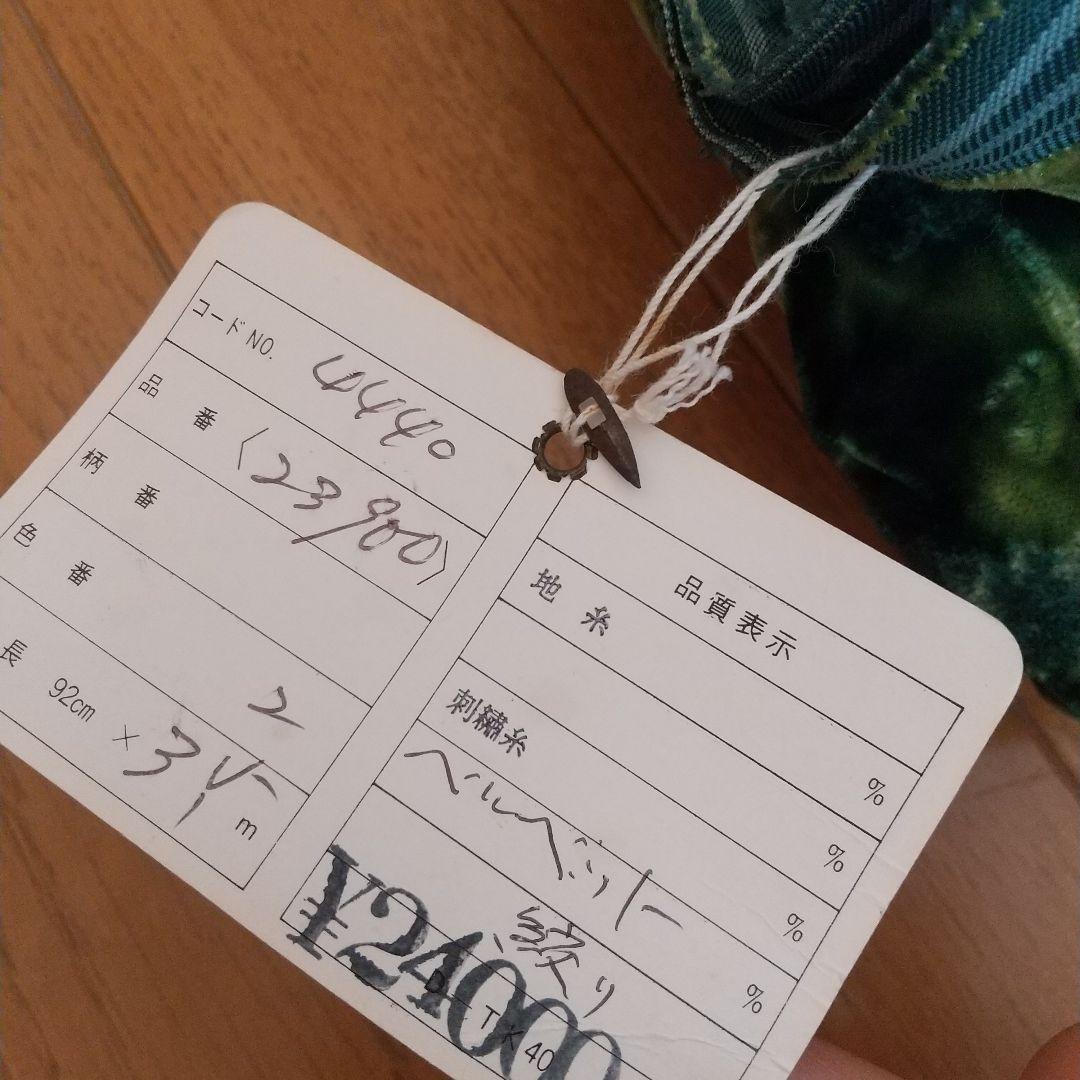 コードNO. 4440
品番 〈23900〉
柄番
色番 2
長 92cm × 35 m
品質表示
地糸 %
刺繍糸 %
ベルベット %
絞り %
¥24000
D-TK40